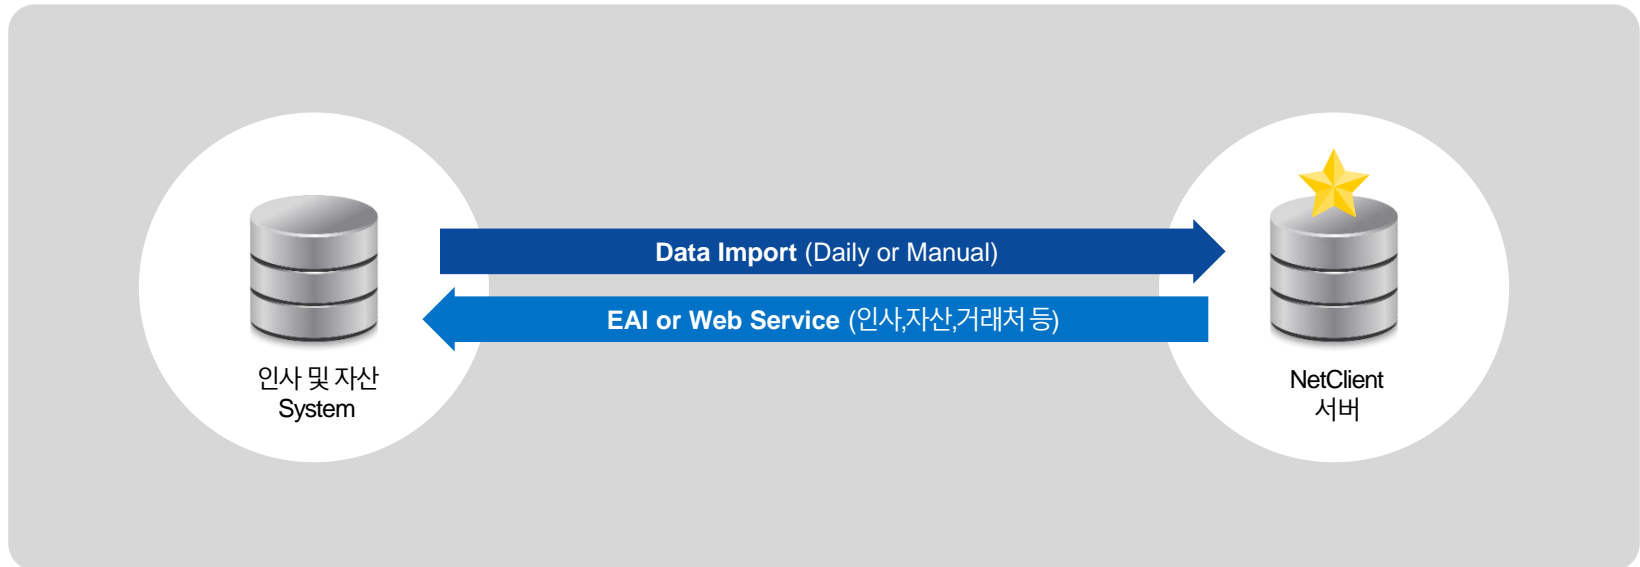 Data Import (Daily or Manual)
EAI or Web Service (인사,자산,거래처 등)
인사 및 자산
System
NetClient
서버